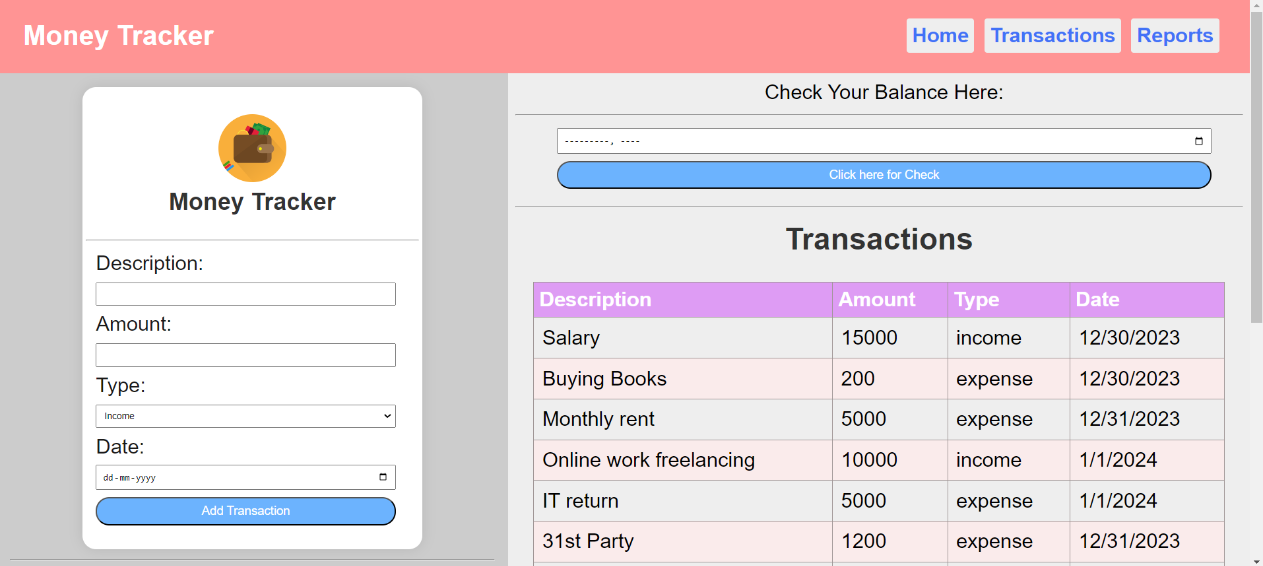 Money Tracker
Home Transactions Reports
Money Tracker
Description:
Amount:
Type:
Income
Date:
dd-mm-yyyy
Add Transaction
Check Your Balance Here:
---------, ----
Click here for Check
Transactions
Description Amount Type Date
Salary 15000 income 12/30/2023
Buying Books 200 expense 12/30/2023
Monthly rent 5000 expense 12/31/2023
Online work freelancing 10000 income 1/1/2024
IT return 5000 expense 1/1/2024
31st Party 1200 expense 12/31/2023